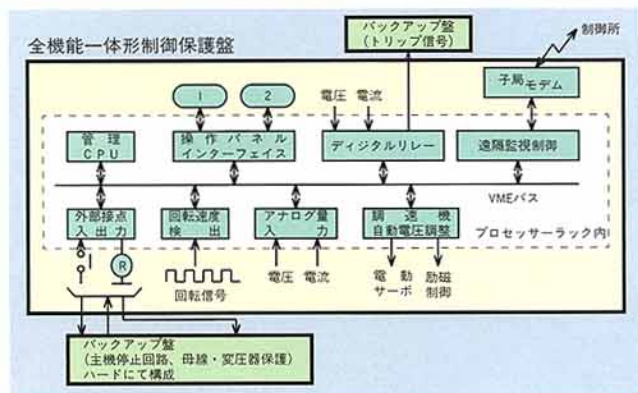 バックアップ盤
(トリップ信号)
制御所
全機能一体形制御保護盤
子局モデム
1
2
電圧 電流
管理
CPU
操作パネル
インターフェイス
ディジタルリレー
遠隔監視制御
VMEバス
外部接点
入出力
回転速度
検出
アナログ量
入力
調速機
自動電圧調整
プロセッサーラック内
R
回転信号
電圧 電流
電動
サーボ
励磁
制御
バックアップ盤
(主機停止回路、母線・変圧器保護)
ハードにて構成